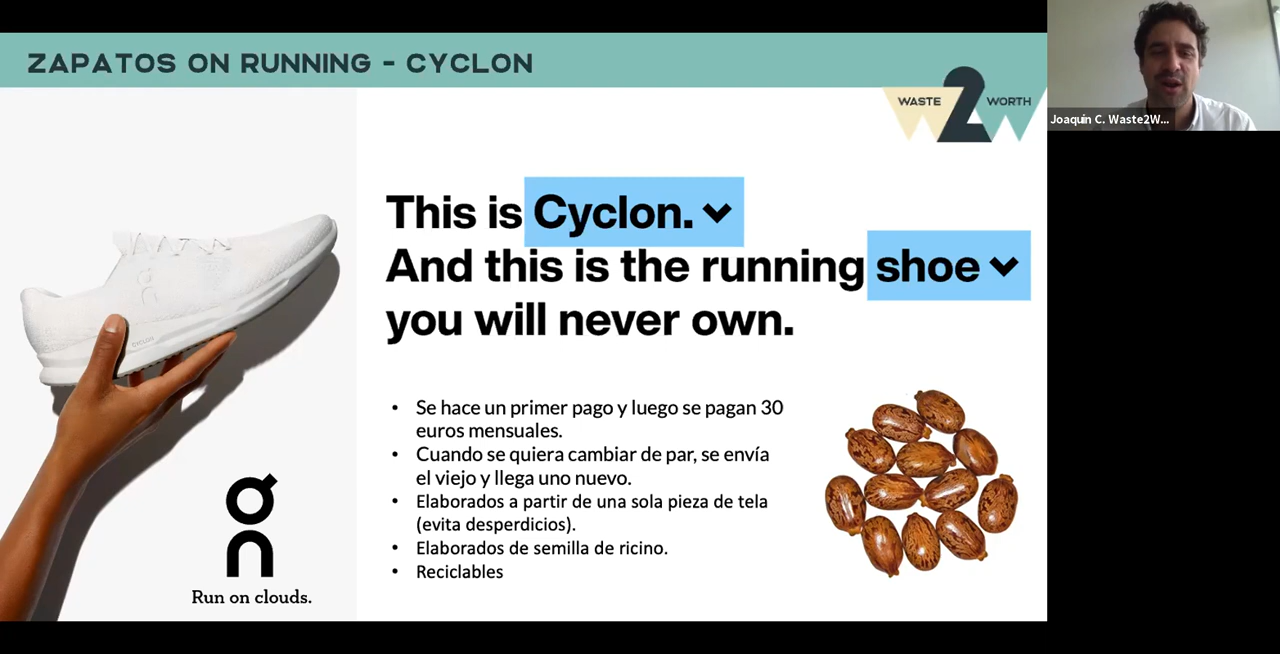 ZAPATOS ON RUNNING - CYCLON
WASTE 2 WORTH
W W
Joaquin C. Waste2W...
This is Cyclon.
And this is the running shoe
you will never own.
CYCLON
• Se hace un primer pago y luego se pagan 30
euros mensuales.
• Cuando se quiera cambiar de par, se envía
el viejo y llega uno nuevo.
• Elaborados a partir de una sola pieza de tela
(evita desperdicios).
• Elaborados de semilla de ricino.
• Reciclables
on
Run on clouds.